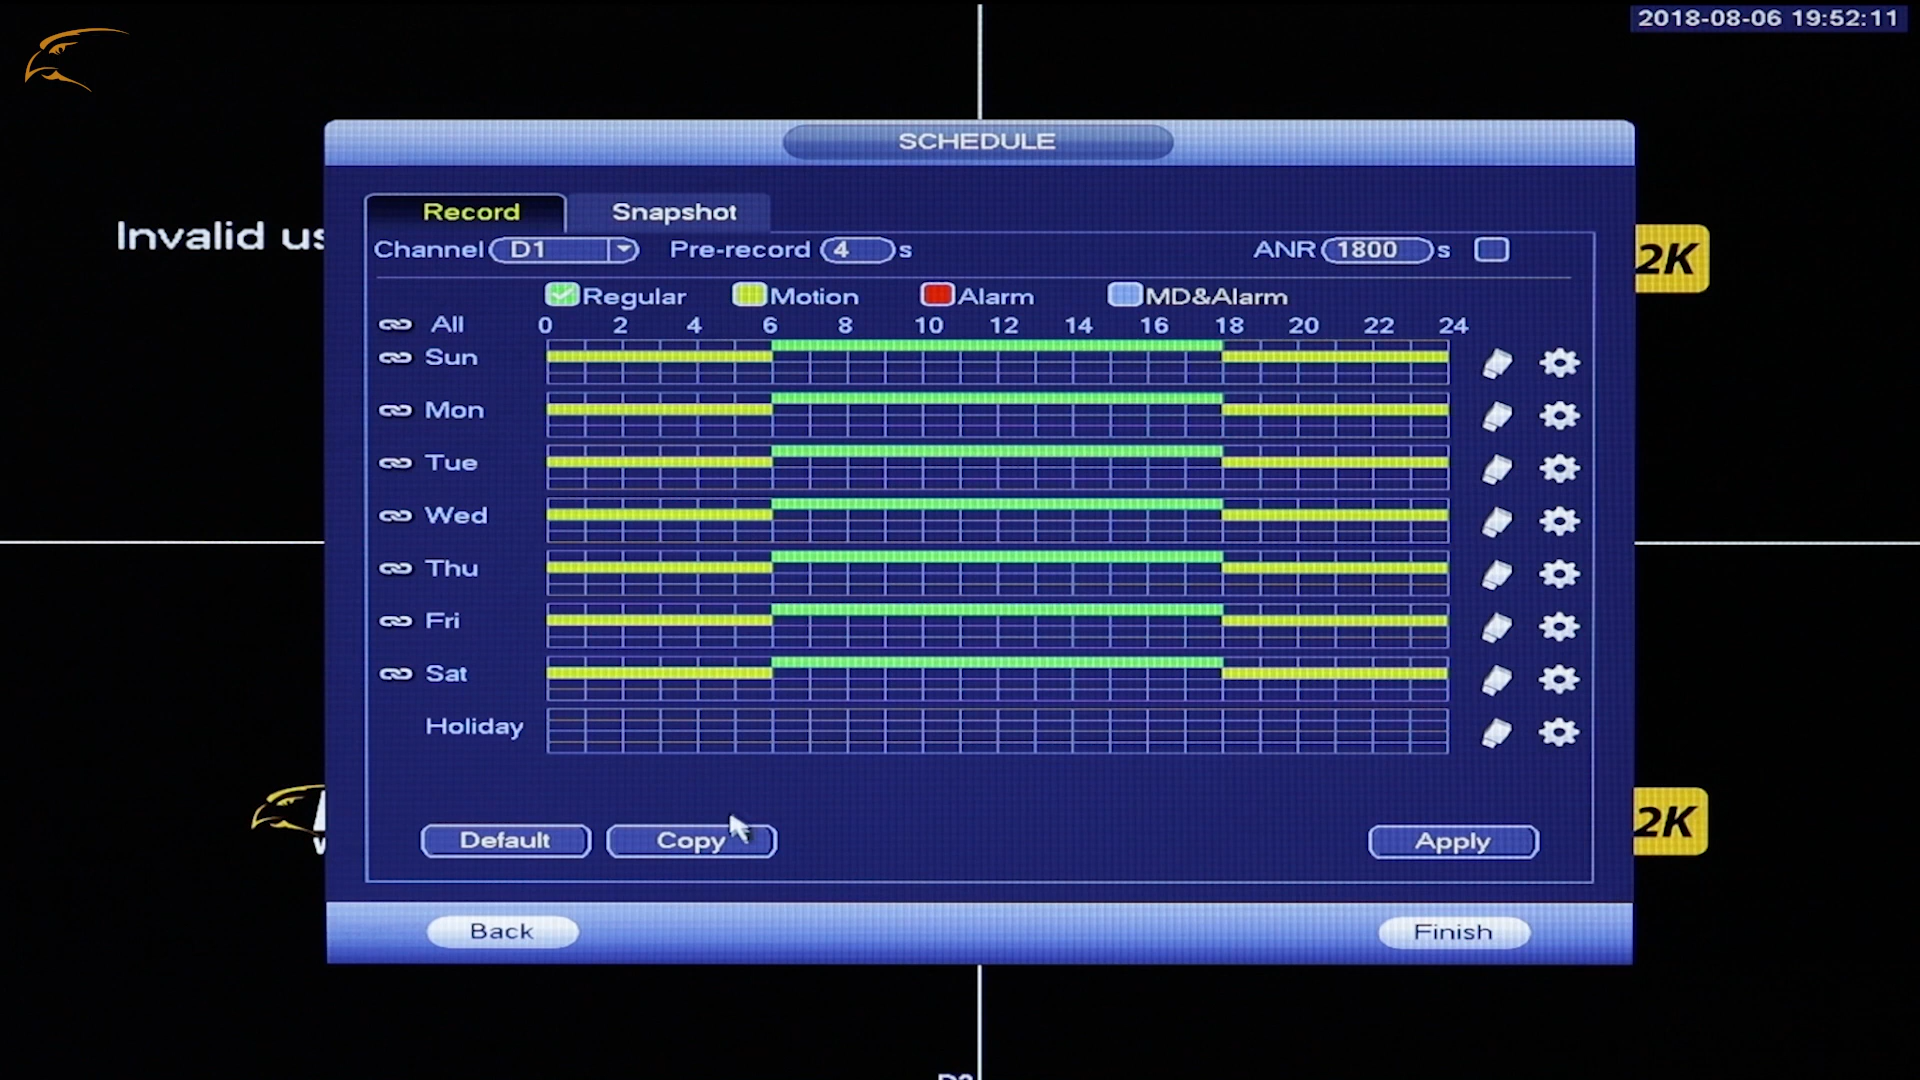 2018-08-06 19:52:11
SCHEDULE
Record Snapshot
Invalid us
Channel D1 Pre-record 4 s ANR 1800 s
2K
Regular Motion Alarm MD&Alarm
All 0 2 4 6 8 10 12 14 16 18 20 22 24
Sun
Mon
Tue
Wed
Thu
Fri
Sat
Holiday
2K
Default Copy Apply
Back Finish